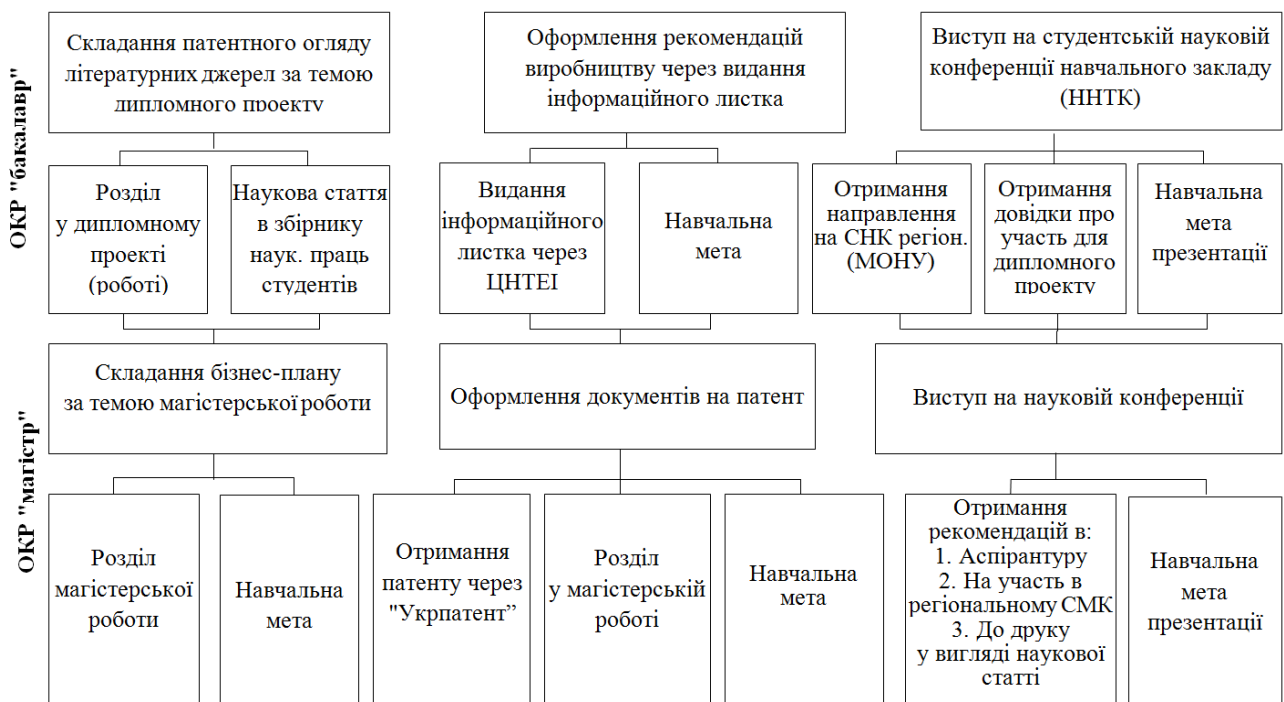 ОКР "бакалавр"
Складання патентного огляду
літературних джерел за темою
дипломного проекту
Оформлення рекомендацій
виробництву через видання
інформаційного листка
Виступ на студентській науковій
конференції навчального закладу
(ННТК)
Розділ
у дипломному
проекті
(роботі)
Наукова стаття
в збірнику
наук. праць
студентів
Видання
інформаційного
листка через
ЦНТЕІ
Навчальна
мета
Отримання
направлення
на СНК регіон.
(МОНУ)
Отримання
довідки про
участь для
дипломного
проекту
Навчальна
мета
презентації
ОКР "магістр"
Складання бізнес-плану
за темою магістерської роботи
Оформлення документів на патент
Виступ на науковій конференції
Розділ
магістерської
роботи
Навчальна
мета
Отримання
патенту через
"Укрпатент”
Розділ
у магістерській
роботі
Навчальна
мета
Отримання
рекомендацій в:
1. Аспірантуру
2. На участь в
регіональному СМК
3. До друку
у вигляді наукової
статті
Навчальна
мета
презентації